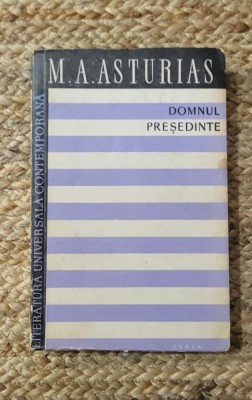 M.A.ASTURIAS
DOMNUL
PREȘEDINTE
LITERATURA UNIVERSALĂ CONTEMPORANĂ